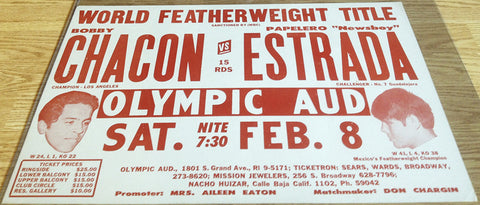 WORLD FEATHERWEIGHT TITLE
SANCTIONED BY (WBC)
BOBBY
PAPELERO "Newsboy"
CHACON VS ESTRADA
15 RDS
CHAMPION - LOS ANGELES
CHALLENGER - No. 1 Guadalajara
OLYMPIC AUD
SAT. NITE 7:30 FEB. 8
W 24, L 1, KO 22
W 41, L 4, KO 38
Mexico's Featherweight Champion
TICKET PRICES
RINGSIDE $25.00
LOWER BALCONY $15.00
UPPER BALCONY $15.00
CLUB CIRCLE $15.00
RES. GALLERY $10.00
OLYMPIC AUD., 1801 S. Grand Ave., RI 9-5171; TICKETRON: SEARS, WARDS, BROADWAY,
273-8620; MISSION JEWELERS, 256 S. Broadway 628-7796;
NACHO HUIZAR, Calle Baja Calif. 1102, Ph. 59042
Promoter: MRS. AILEEN EATON Matchmaker: DON CHARGIN